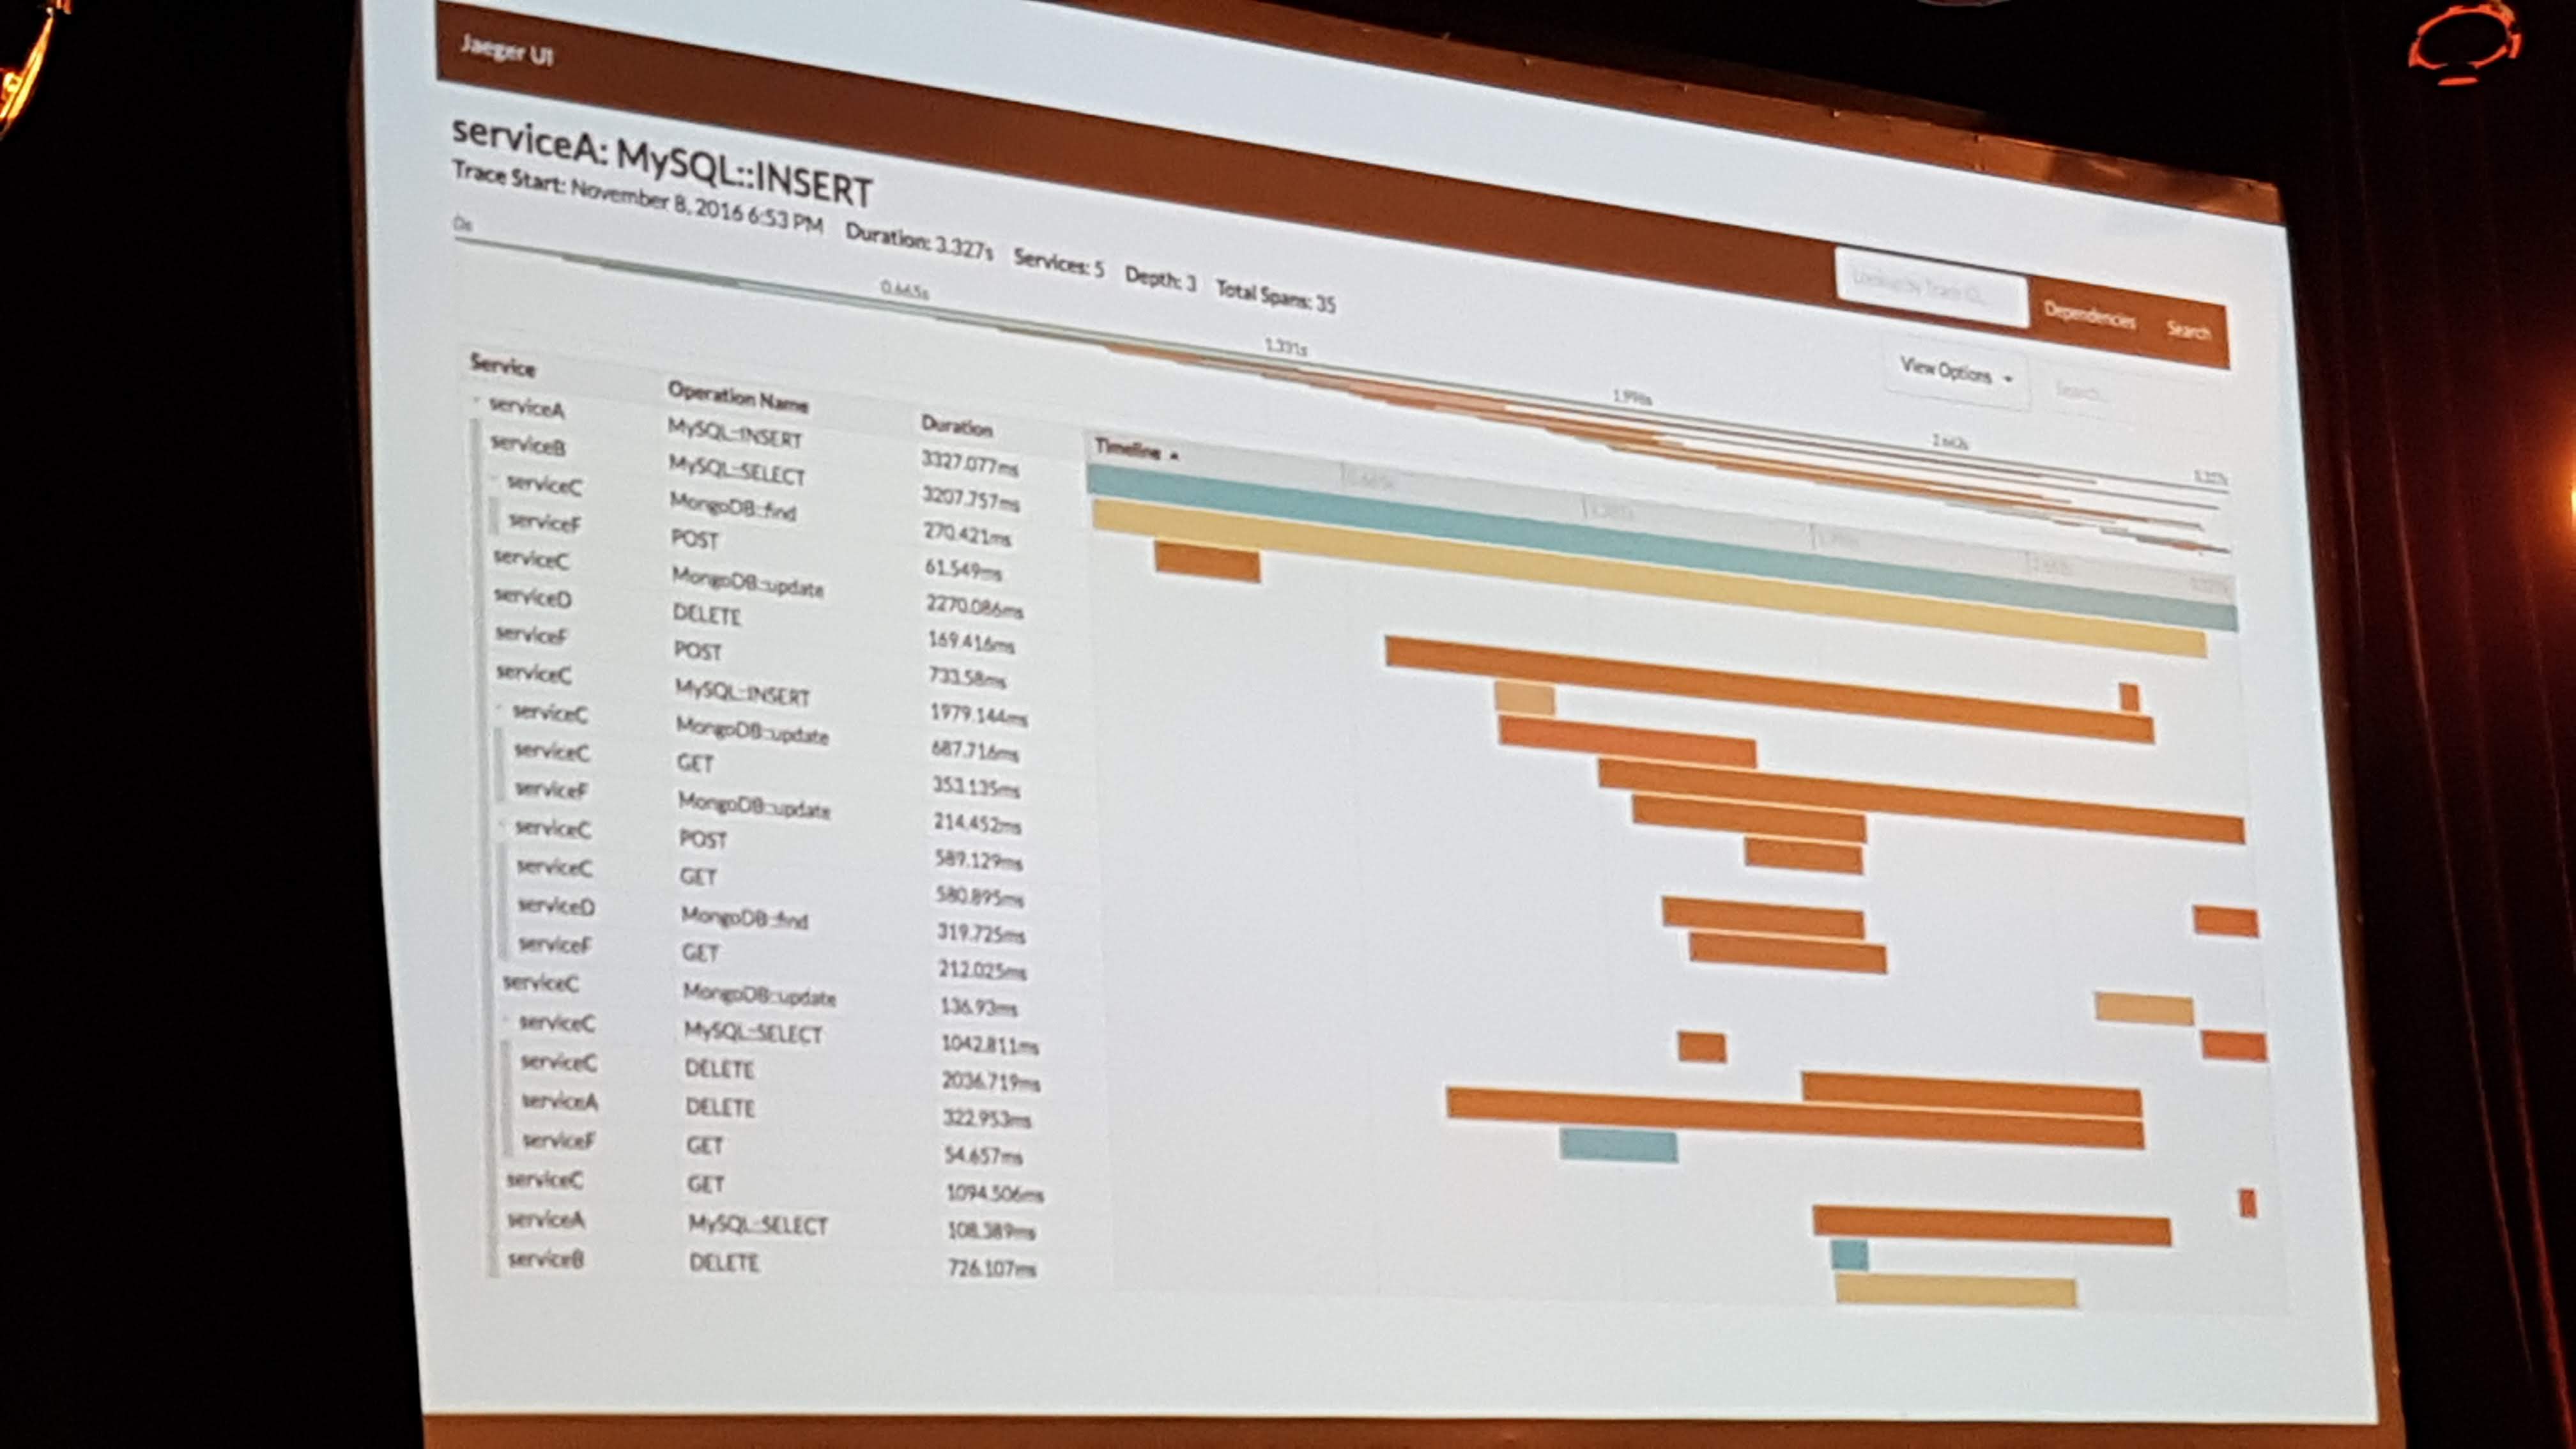 Jaeger UI
Dependencies Search
serviceA: MySQL::INSERT
Trace Start: November 8, 2016 6:53 PM Duration: 3.327s Services: 5 Depth: 3 Total Spans: 35
View Options
Search...
0s 0.665s 1.331s 1.996s 3.327s
Service Operation Name Duration Timeline
serviceA MySQL::INSERT 3327.077ms
serviceB MySQL::SELECT 3207.757ms
serviceC MongoDB::find 270.421ms
serviceF POST 61.549ms
serviceC MongoDB::update 2270.086ms
serviceD DELETE 169.416ms
serviceF POST 733.58ms
serviceC MySQL::INSERT 1979.144ms
serviceC MongoDB::update 687.716ms
serviceC GET 353.135ms
serviceF MongoDB::update 214.452ms
serviceC POST 589.129ms
serviceC GET 580.895ms
serviceD MongoDB::find 319.725ms
serviceF GET 212.025ms
serviceC MongoDB::update 136.93ms
serviceC MySQL::SELECT 1042.811ms
serviceC DELETE 2036.719ms
serviceA DELETE 322.953ms
serviceF GET 54.657ms
serviceC GET 1094.506ms
serviceA MySQL::SELECT 108.389ms
serviceB DELETE 726.107ms